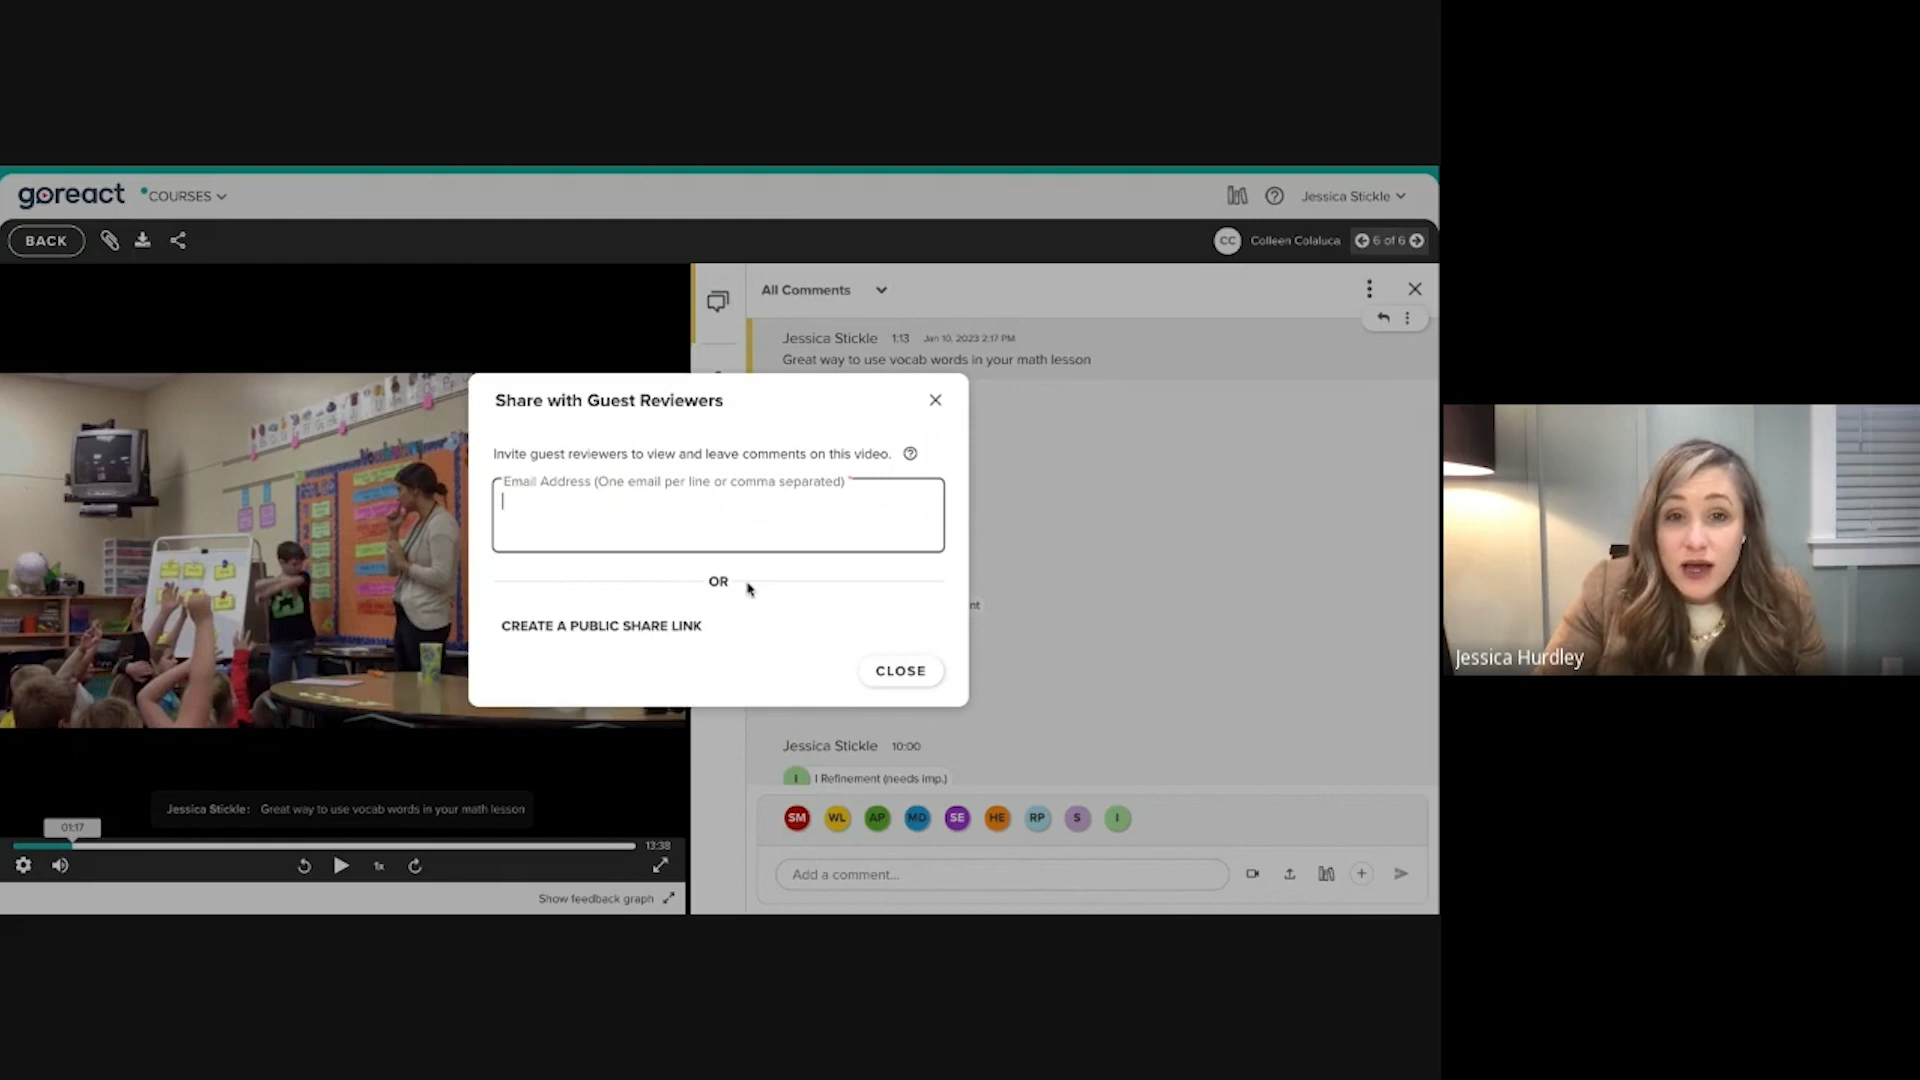 goreact
COURSES
Jessica Stickle
BACK
CC
Colleen Colaluca
6 of 6
All Comments
Jessica Stickle 1:13 Jan 10, 2023 2:17 PM
Great way to use vocab words in your math lesson
Share with Guest Reviewers
Invite guest reviewers to view and leave comments on this video.
Email Address (One email per line or comma separated) *
OR
nt
CREATE A PUBLIC SHARE LINK
CLOSE
Jessica Hurdley
Jessica Stickle 10:00
I I Refinement (needs imp.)
Jessica Stickle: Great way to use vocab words in your math lesson
SM WL AP MD SE HE RP S I
01:17
13:38
1x
Add a comment...
Show feedback graph